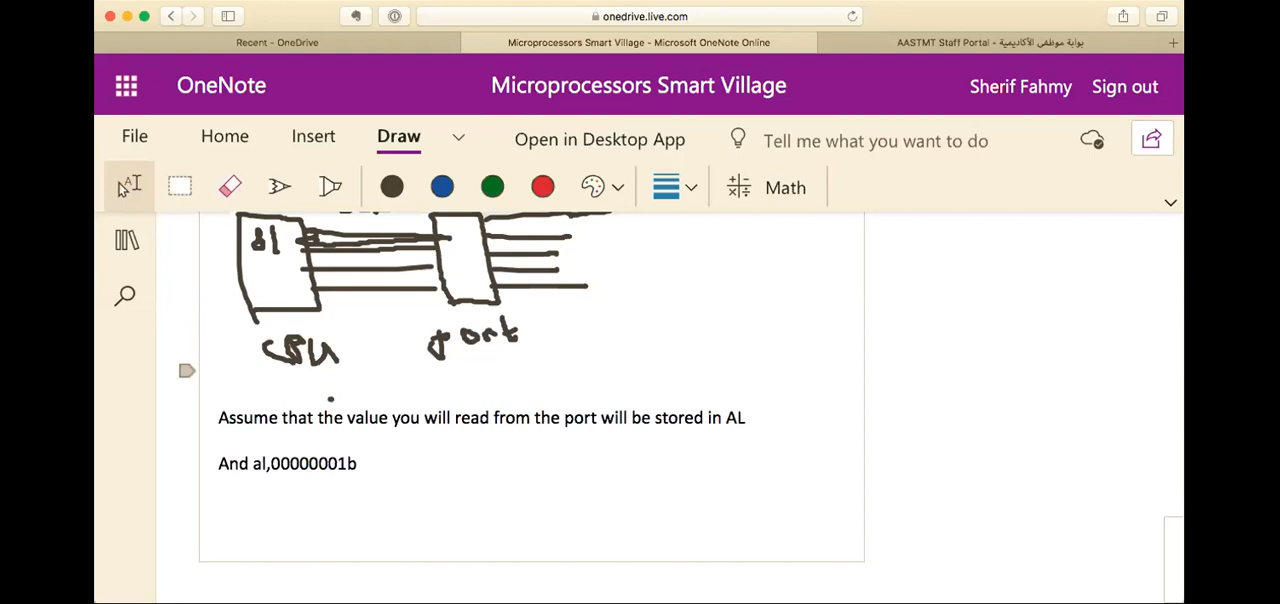 onedrive.live.com
Recent - OneDrive
Microprocessors Smart Village - Microsoft OneNote Online
بوابة موظفي الأكاديمية - AASTMT Staff Portal
OneNote
Microprocessors Smart Village
Sherif Fahmy
Sign out
File
Home
Insert
Draw
Open in Desktop App
Tell me what you want to do
Math
al
CPU
port
Assume that the value you will read from the port will be stored in AL
And al,00000001b